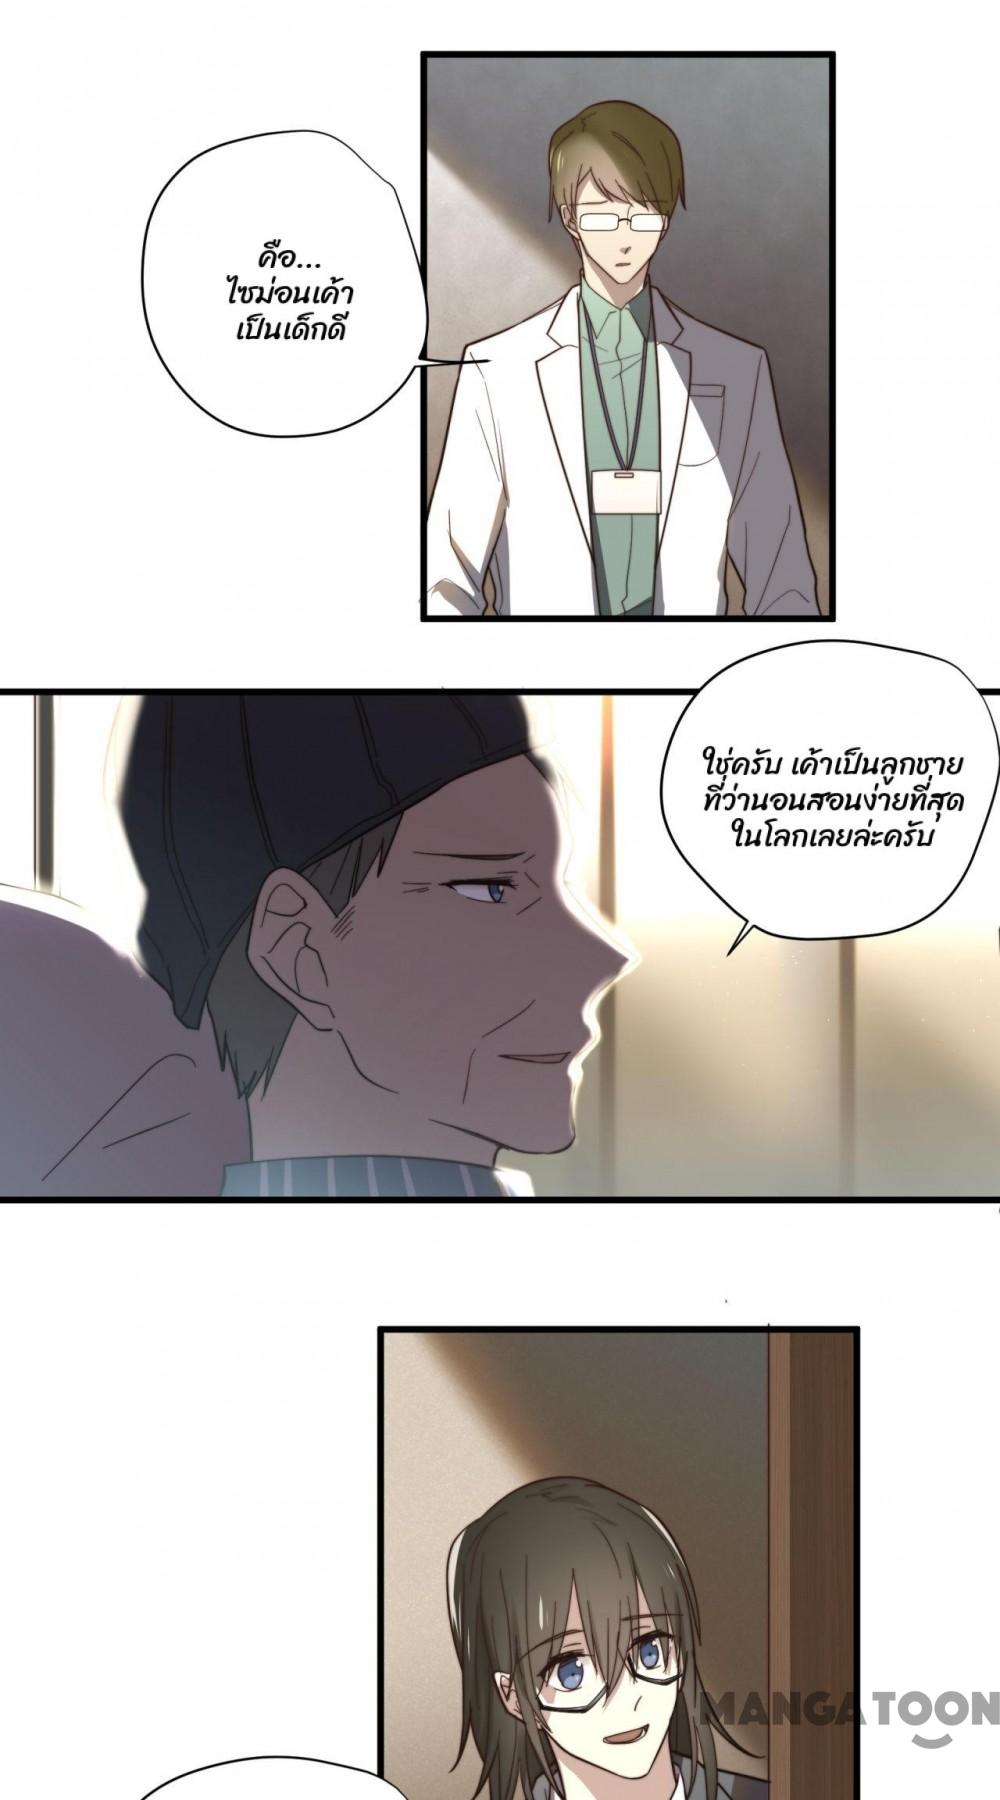 คือ...
ไซม่อนเค้า
เป็นเด็กดี
ใช่ครับ เค้าเป็นลูกชาย
ที่ว่านอนสอนง่ายที่สุด
ในโลกเลยล่ะครับ
MANGATOON